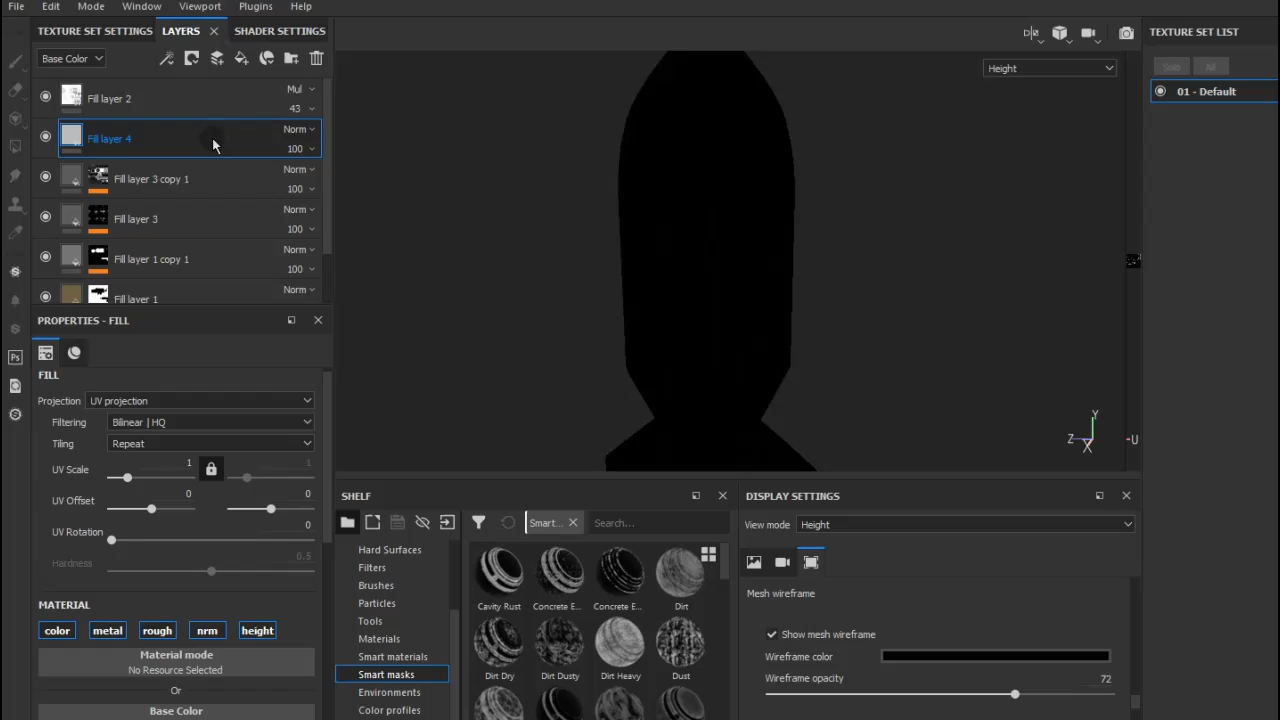 File Edit Mode Window Viewport Plugins Help
TEXTURE SET SETTINGS LAYERS SHADER SETTINGS
Base Color
Fill layer 2 Mul
43
Fill layer 4 Norm
100
Fill layer 3 copy 1 Norm
100
Fill layer 3 Norm
100
Fill layer 1 copy 1 Norm
100
Fill layer 1 Norm
PROPERTIES - FILL
FILL
Projection UV projection
Filtering Bilinear | HQ
Tiling Repeat
UV Scale 1 1
UV Offset 0 0
UV Rotation 0
Hardness 0.5
MATERIAL
color metal rough nrm height
Material mode
No Resource Selected
Or
Base Color
Ps
Height
Y
Z X U
SHELF
Smart... Search...
Hard Surfaces
Filters
Brushes
Particles
Tools
Materials
Smart materials
Smart masks
Environments
Color profiles
Cavity Rust Concrete E... Concrete E... Dirt
Dirt Dry Dirt Dusty Dirt Heavy Dust
DISPLAY SETTINGS
View mode Height
Mesh wireframe
Show mesh wireframe
Wireframe color
Wireframe opacity 72
TEXTURE SET LIST
Solo All
01 - Default